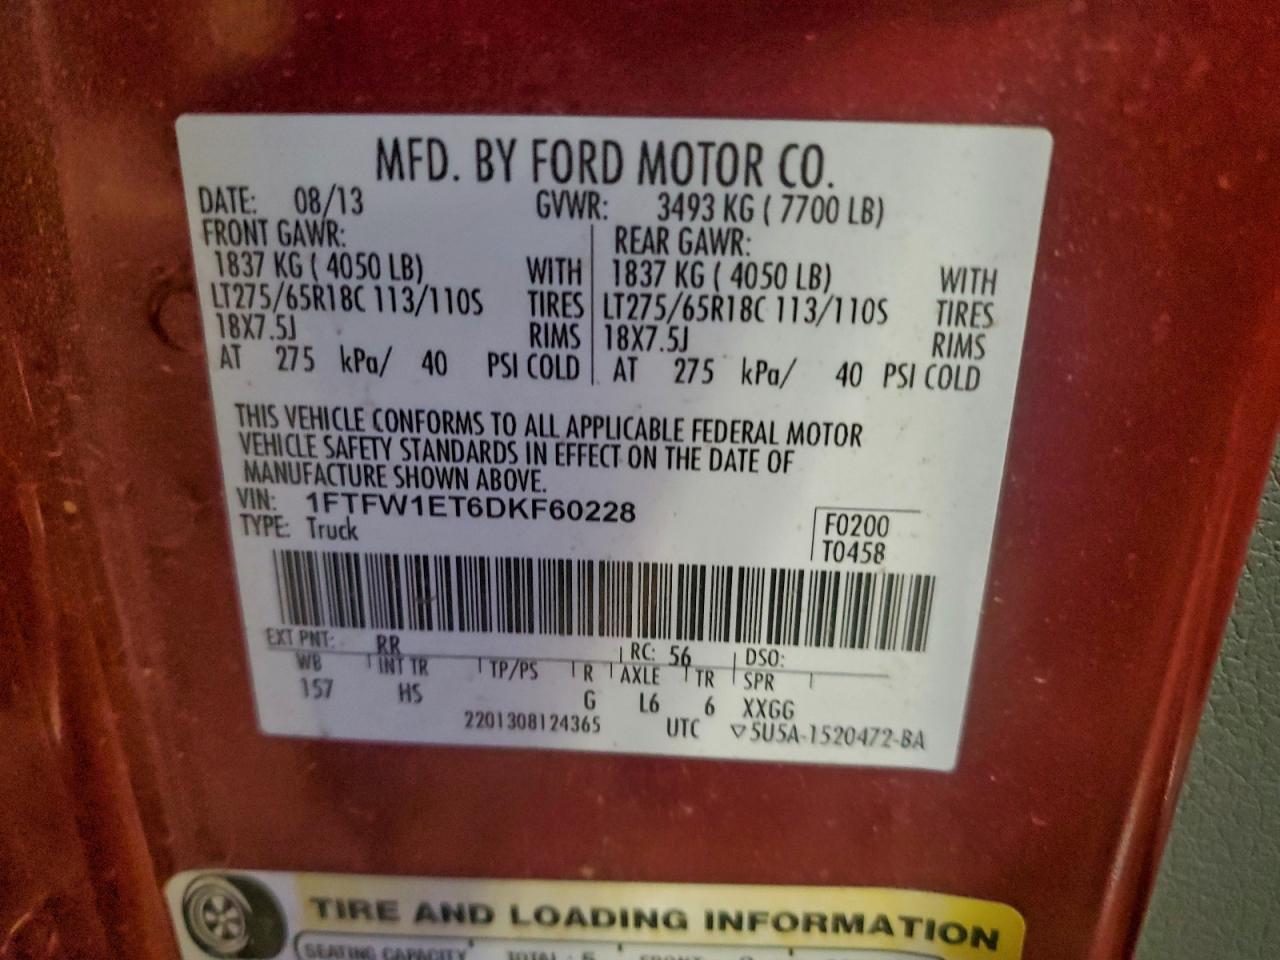 MFD. BY FORD MOTOR CO.
DATE: 08/13 GVWR: 3493 KG ( 7700 LB)
FRONT GAWR: REAR GAWR:
1837 KG ( 4050 LB) WITH 1837 KG ( 4050 LB) WITH
LT275/65R18C 113/110S TIRES LT275/65R18C 113/110S TIRES
18X7.5J RIMS 18X7.5J RIMS
AT 275 kPa/ 40 PSI COLD AT 275 kPa/ 40 PSI COLD
THIS VEHICLE CONFORMS TO ALL APPLICABLE FEDERAL MOTOR
VEHICLE SAFETY STANDARDS IN EFFECT ON THE DATE OF
MANUFACTURE SHOWN ABOVE.
VIN: 1FTFW1ET6DKF60228
TYPE: Truck
F0200
T0458
EXT PNT: RR RC: 56 DSO:
WB INT TR TP/PS R AXLE TR SPR
157 HS G L6 6 XXGG
2201308124365 UTC ▽5U5A-1520472-BA
TIRE AND LOADING INFORMATION
SEATING CAPACITY TOTAL : 5